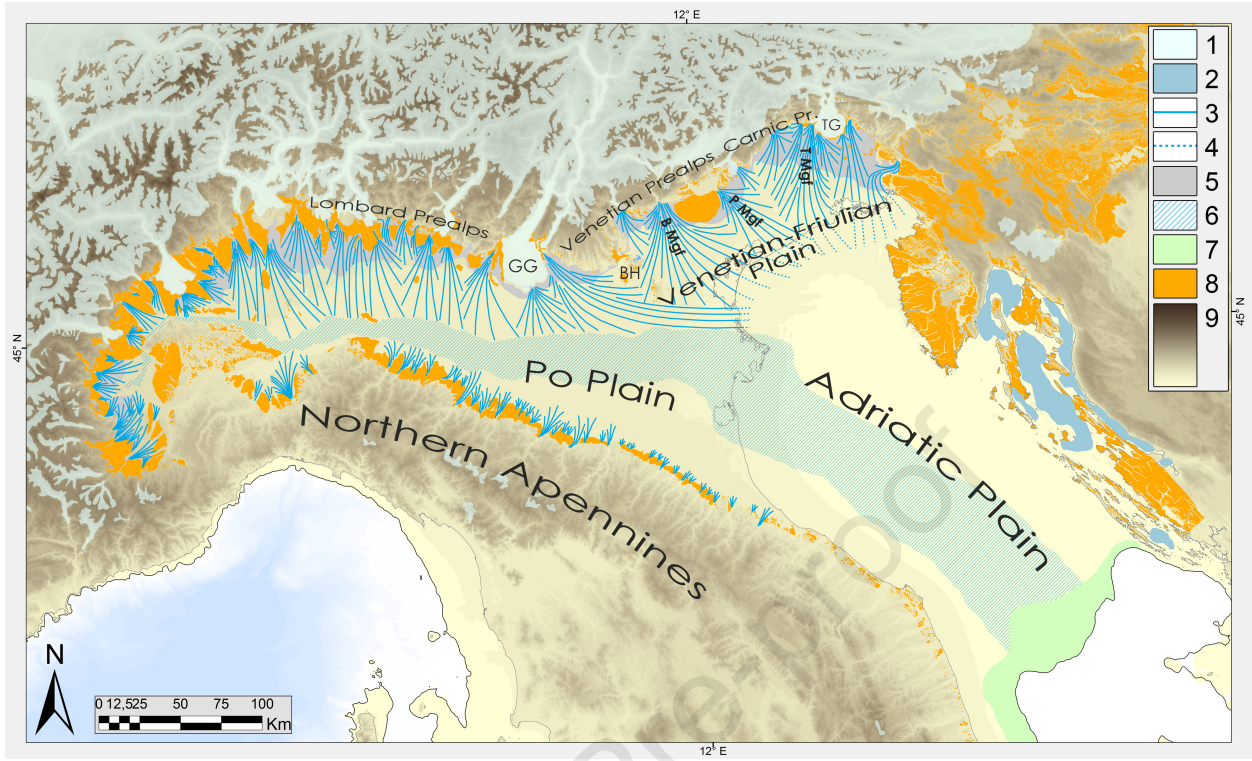 12° E
1
2
3
4
5
6
7
8
9
45° N
45° N
Lombard Prealps
Venetian Prealps
Carnic Pr.
TG
T Mgf
P Mgf
B Mgf
GG
BH
Venetian-Friulian
Plain
Po Plain
Adriatic Plain
Northern Apennines
N
0 12,525 50 75 100
Km
12° E
Pre proof